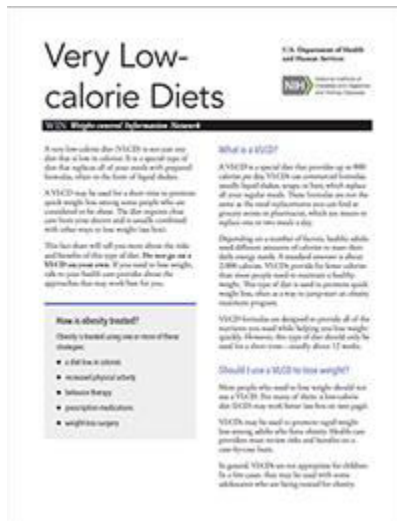 Very Low-
calorie Diets
U.S. Department of Health
and Human Services
NIH
National Institute of
Diabetes and Digestive
and Kidney Diseases
WIN Weight-control Information Network
A very low-calorie diet (VLCD) is not just any
diet that is low in calories. It is a special type of
diet that replaces all of your meals with prepared
formulas, often in the form of liquid shakes.
A VLCD may be used for a short time to promote
quick weight loss among some people who are
considered to be obese. The diet requires close
care from your doctor and is usually combined
with other ways to lose weight (see box).
This fact sheet will tell you more about the risks
and benefits of this type of diet. Do not go on a
VLCD on your own. If you need to lose weight,
talk to your health care provider about the
approaches that may work best for you.
How is obesity treated?
Obesity is treated using one or more of these
strategies:
• a diet low in calories
• increased physical activity
• behavior therapy
• prescription medications
• weight-loss surgery
What is a VLCD?
A VLCD is a special diet that provides up to 800
calories per day. VLCDs use commercial formulas,
usually liquid shakes, soups, or bars, which replace
all your regular meals. These formulas are not the
same as the meal replacements you can find at
grocery stores or pharmacies, which are meant to
replace one or two meals a day.
Depending on a number of factors, healthy adults
need different amounts of calories to meet their
daily energy needs. A standard amount is about
2,000 calories. VLCDs provide far fewer calories
than most people need to maintain a healthy
weight. This type of diet is used to promote quick
weight loss, often as a way to jump-start an obesity
treatment program.
VLCD formulas are designed to provide all of the
nutrients you need while helping you lose weight
quickly. However, this type of diet should only be
used for a short time—usually about 12 weeks.
Should I use a VLCD to lose weight?
Most people who need to lose weight should not
use a VLCD. For many of them, a low-calorie
diet (LCD) may work better (see box on next page).
VLCDs may be used to promote rapid weight
loss among adults who have obesity. Health care
providers must review risks and benefits on a
case-by-case basis.
In general, VLCDs are not appropriate for children.
In a few cases, they may be used with some
adolescents who are being treated for obesity.